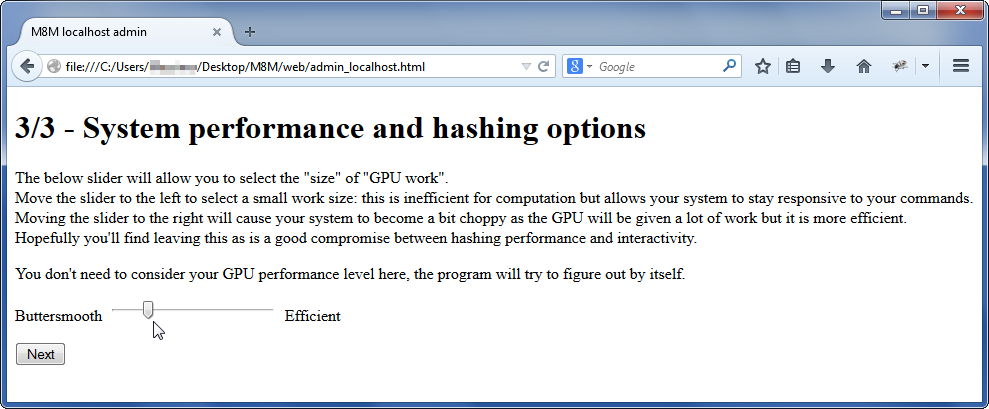 M8M localhost admin
file:///C:/Users/ /Desktop/M8M/web/admin_localhost.html
Google
3/3 - System performance and hashing options
The below slider will allow you to select the "size" of "GPU work".
Move the slider to the left to select a small work size: this is inefficient for computation but allows your system to stay responsive to your commands.
Moving the slider to the right will cause your system to become a bit choppy as the GPU will be given a lot of work but it is more efficient.
Hopefully you'll find leaving this as is a good compromise between hashing performance and interactivity.
You don't need to consider your GPU performance level here, the program will try to figure out by itself.
Buttersmooth Efficient
Next